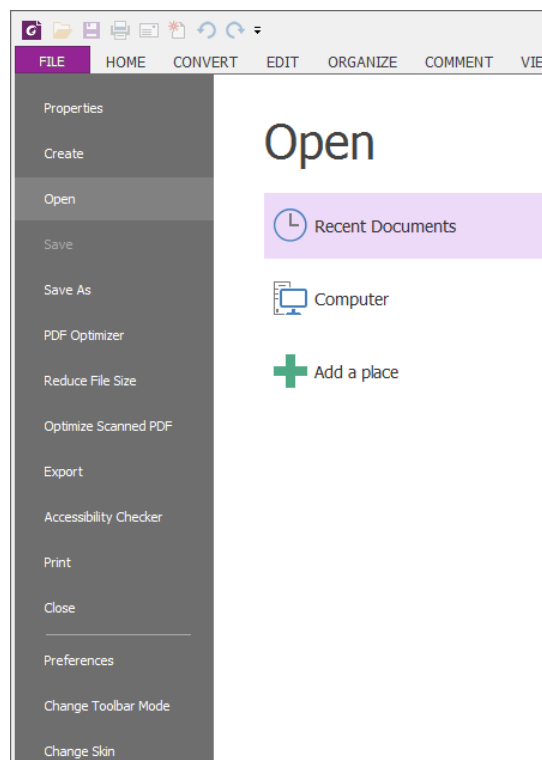 FILE HOME CONVERT EDIT ORGANIZE COMMENT
Properties
Create
Open
Save
Save As
PDF Optimizer
Reduce File Size
Optimize Scanned PDF
Export
Accessibility Checker
Print
Close
Preferences
Change Toolbar Mode
Change Skin
Open
Recent Documents
Computer
Add a place